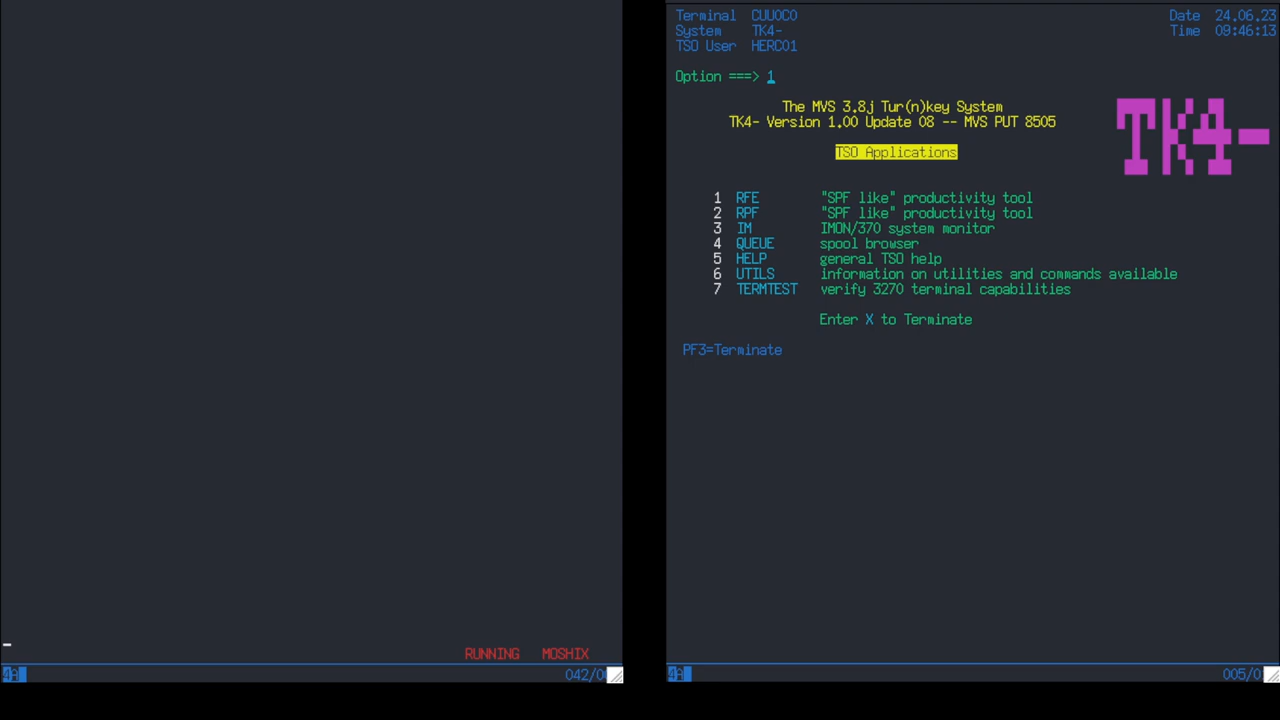 RUNNING MOSHIX
4A
042/0
Terminal CUU0C0 Date 24.06.23
System TK4- Time 09:46:13
TSO User HERC01
Option ===> 1
The MVS 3.8j Tur(n)key System
TK4- Version 1.00 Update 08 -- MVS PUT 8505
TK4-
TSO Applications
1 RFE "SPF like" productivity tool
2 RPF "SPF like" productivity tool
3 IM IMON/370 system monitor
4 QUEUE spool browser
5 HELP general TSO help
6 UTILS information on utilities and commands available
7 TERMTEST verify 3270 terminal capabilities
Enter X to Terminate
PF3=Terminate
4A
005/0